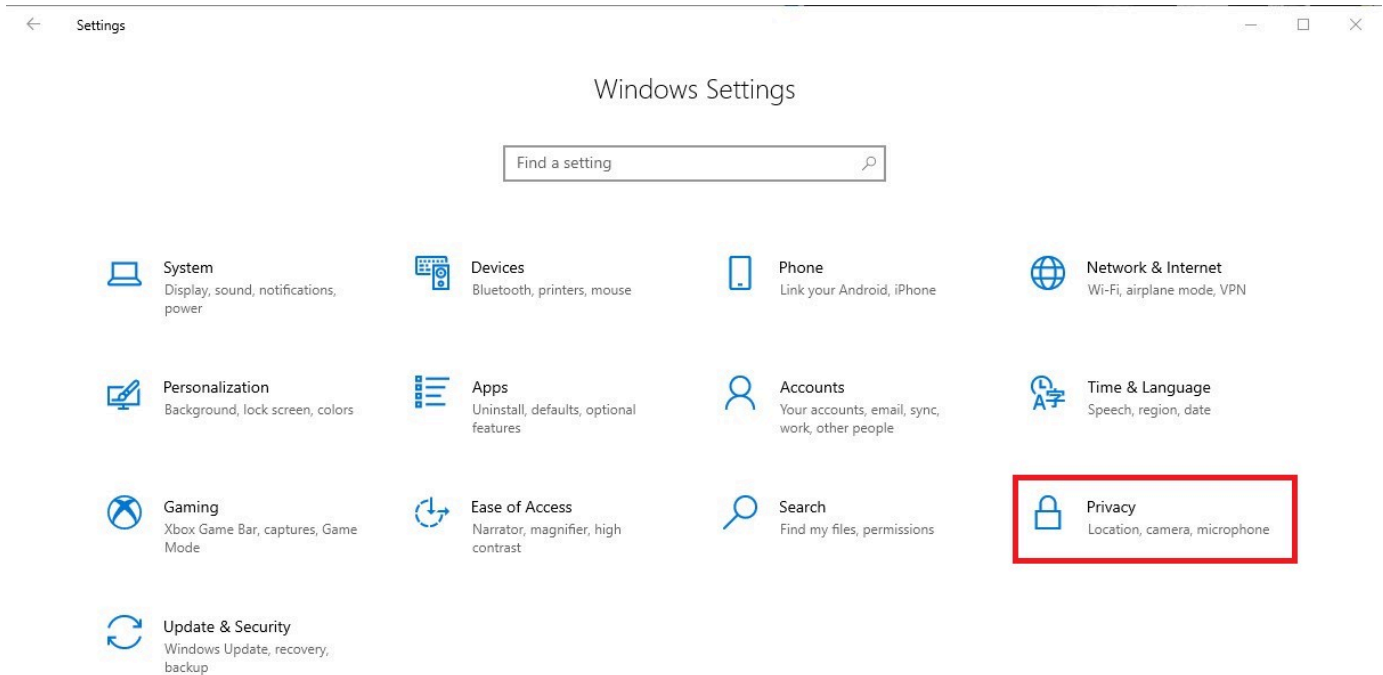 Settings
Windows Settings
Find a setting
System
Display, sound, notifications,
power
Devices
Bluetooth, printers, mouse
Phone
Link your Android, iPhone
Network & Internet
Wi-Fi, airplane mode, VPN
Personalization
Background, lock screen, colors
Apps
Uninstall, defaults, optional
features
Accounts
Your accounts, email, sync,
work, other people
Time & Language
Speech, region, date
Gaming
Xbox Game Bar, captures, Game
Mode
Ease of Access
Narrator, magnifier, high
contrast
Search
Find my files, permissions
Privacy
Location, camera, microphone
Update & Security
Windows Update, recovery,
backup